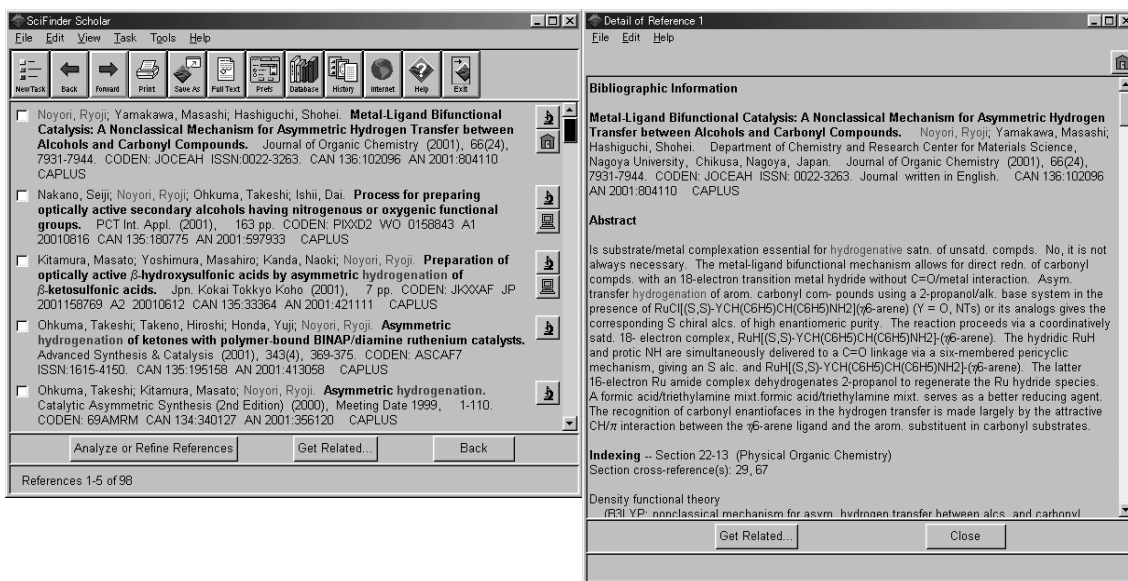 SciFinder Scholar
File Edit View Task Tools Help
New Task Back Forward Print Save As Full Text Prefs Database History Internet Help Exit
Noyori, Ryoji; Yamakawa, Masashi; Hashiguchi, Shohei. Metal-Ligand Bifunctional
Catalysis: A Nonclassical Mechanism for Asymmetric Hydrogen Transfer between
Alcohols and Carbonyl Compounds. Journal of Organic Chemistry (2001), 66(24),
7931-7944. CODEN: JOCEAH ISSN:0022-3263. CAN 136:102096 AN 2001:804110
CAPLUS
Nakano, Seiji; Noyori, Ryoji; Ohkuma, Takeshi; Ishii, Dai. Process for preparing
optically active secondary alcohols having nitrogenous or oxygenic functional
groups. PCT Int. Appl. (2001), 163 pp. CODEN: PIXXD2 WO 0158843 A1
20010816 CAN 135:180775 AN 2001:597933 CAPLUS
Kitamura, Masato; Yoshimura, Masahiro; Kanda, Naoki; Noyori, Ryoji. Preparation of
optically active β-hydroxysulfonic acids by asymmetric hydrogenation of
β-ketosulfonic acids. Jpn. Kokai Tokkyo Koho (2001), 7 pp. CODEN: JKXXAF JP
2001158769 A2 20010612 CAN 135:33364 AN 2001:421111 CAPLUS
Ohkuma, Takeshi; Takeno, Hiroshi; Honda, Yuji; Noyori, Ryoji. Asymmetric
hydrogenation of ketones with polymer-bound BINAP/diamine ruthenium catalysts.
Advanced Synthesis & Catalysis (2001), 343(4), 369-375. CODEN: ASCAF7
ISSN:1615-4150. CAN 135:195158 AN 2001:413058 CAPLUS
Ohkuma, Takeshi; Kitamura, Masato; Noyori, Ryoji. Asymmetric hydrogenation.
Catalytic Asymmetric Synthesis (2nd Edition) (2000), Meeting Date 1999, 1-110.
CODEN: 69AMRM CAN 134:340127 AN 2001:356120 CAPLUS
Analyze or Refine References Get Related... Back
References 1-5 of 98
Detail of Reference 1
File Edit Help
Bibliographic Information
Metal-Ligand Bifunctional Catalysis: A Nonclassical Mechanism for Asymmetric Hydrogen
Transfer between Alcohols and Carbonyl Compounds. Noyori, Ryoji; Yamakawa, Masashi;
Hashiguchi, Shohei. Department of Chemistry and Research Center for Materials Science,
Nagoya University, Chikusa, Nagoya, Japan. Journal of Organic Chemistry (2001), 66(24),
7931-7944. CODEN: JOCEAH ISSN: 0022-3263. Journal written in English. CAN 136:102096
AN 2001:804110 CAPLUS
Abstract
Is substrate/metal complexation essential for hydrogenative satn. of unsatd. compds. No, it is not
always necessary. The metal-ligand bifunctional mechanism allows for direct redn. of carbonyl
compds. with an 18-electron transition metal hydride without C=O/metal interaction. Asym.
transfer hydrogenation of arom. carbonyl com- pounds using a 2-propanol/alk. base system in the
presence of RuCl[(S,S)-YCH(C6H5)CH(C6H5)NH2](η6-arene) (Y = O, NTs) or its analogs gives the
corresponding S chiral alcs. of high enantiomeric purity. The reaction proceeds via a coordinatively
satd. 18- electron complex, RuH[(S,S)-YCH(C6H5)CH(C6H5)NH2]-(η6-arene). The hydridic RuH
and protic NH are simultaneously delivered to a C=O linkage via a six-membered pericyclic
mechanism, giving an S alc. and RuH[(S,S)-YCH(C6H5)CH(C6H5)NH2]-(η6-arene). The latter
16-electron Ru amide complex dehydrogenates 2-propanol to regenerate the Ru hydride species.
A formic acid/triethylamine mixt.formic acid/triethylamine mixt. serves as a better reducing agent.
The recognition of carbonyl enantiofaces in the hydrogen transfer is made largely by the attractive
CH/π interaction between the η6-arene ligand and the arom. substituent in carbonyl substrates.
Indexing -- Section 22-13 (Physical Organic Chemistry)
Section cross-reference(s): 29, 67
Density functional theory
(B3LYP; nonclassical mechanism for asym. hydrogen transfer between alcs. and carbonyl
Get Related... Close